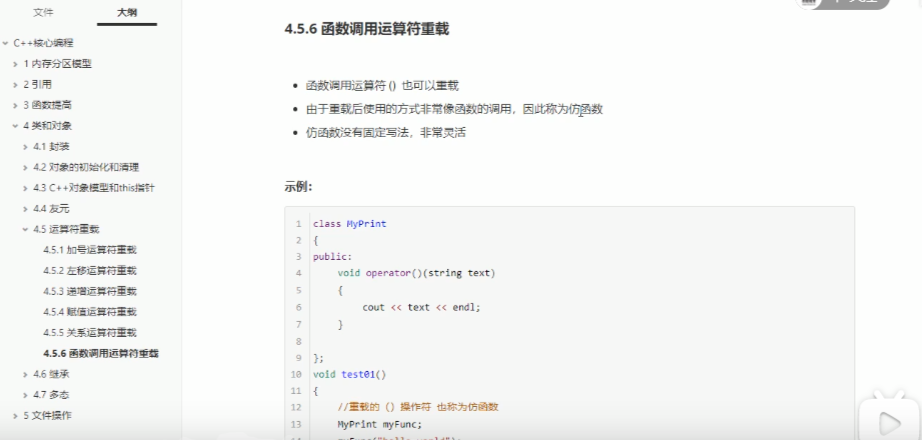 文件 大纲
C++核心编程
1 内存分区模型
2 引用
3 函数提高
4 类和对象
4.1 封装
4.2 对象的初始化和清理
4.3 C++对象模型和this指针
4.4 友元
4.5 运算符重载
4.5.1 加号运算符重载
4.5.2 左移运算符重载
4.5.3 递增运算符重载
4.5.4 赋值运算符重载
4.5.5 关系运算符重载
4.5.6 函数调用运算符重载
4.6 继承
4.7 多态
5 文件操作
4.5.6 函数调用运算符重载
函数调用运算符 () 也可以重载
由于重载后使用的方式非常像函数的调用，因此称为仿函数
仿函数没有固定写法，非常灵活
示例：
1 class MyPrint
2 {
3 public:
4 void operator()(string text)
5 {
6 cout << text << endl;
7 }
8
9 };
10 void test01()
11 {
12 //重载的 () 操作符 也称为仿函数
13 MyPrint myFunc;